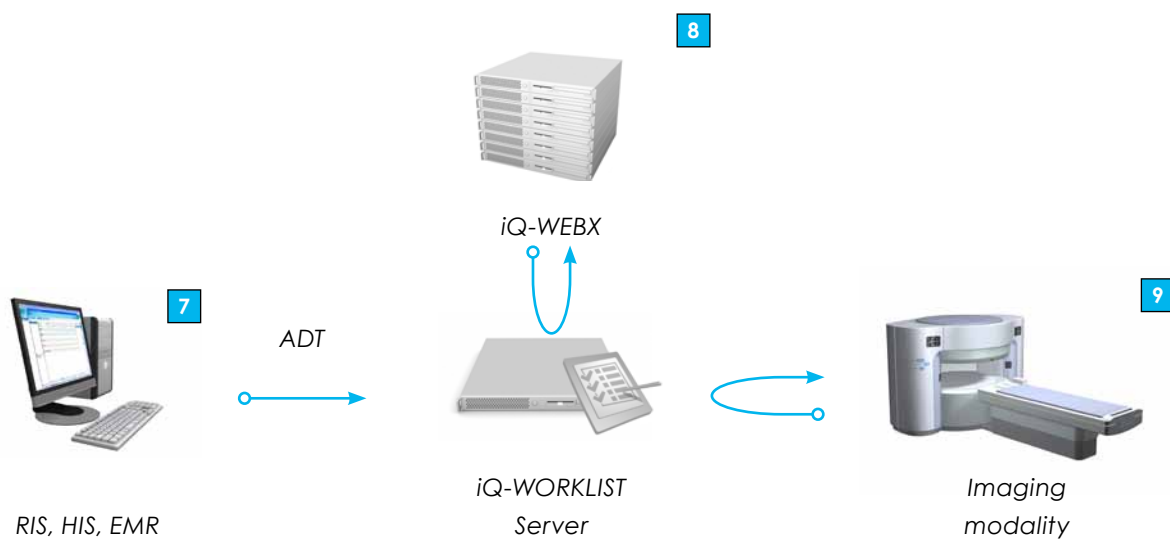 8
iQ-WEBX
7
ADT
9
iQ-WORKLIST
Server
RIS, HIS, EMR
Imaging
modality